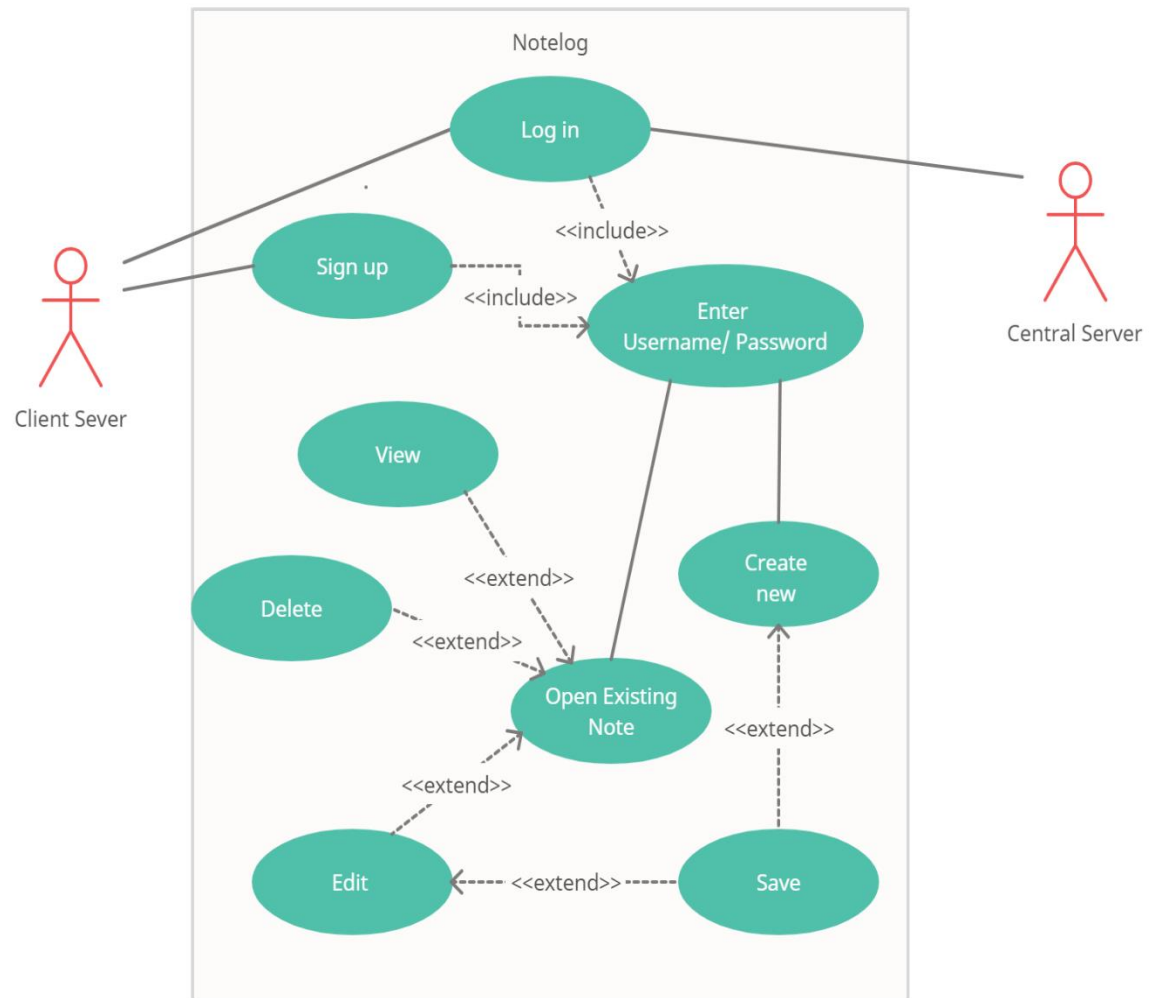 Notelog
Log in
<<include>>
Sign up
<<include>>
Enter
Username/ Password
Central Server
Client Sever
View
<<extend>>
Create
new
Delete
<<extend>>
Open Existing
Note
<<extend>>
<<extend>>
Edit
<<extend>>
Save